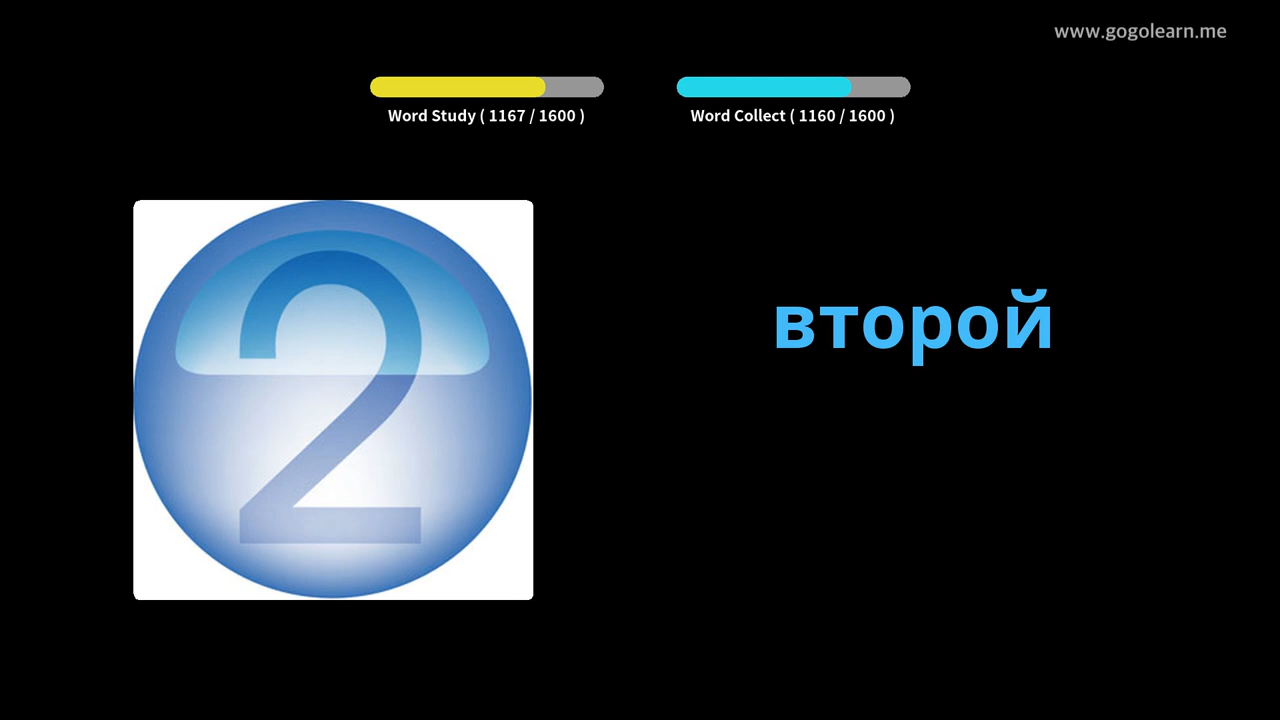 www.gogolearn.me
Word Study ( 1167 / 1600 )
Word Collect ( 1160 / 1600 )
2
второй